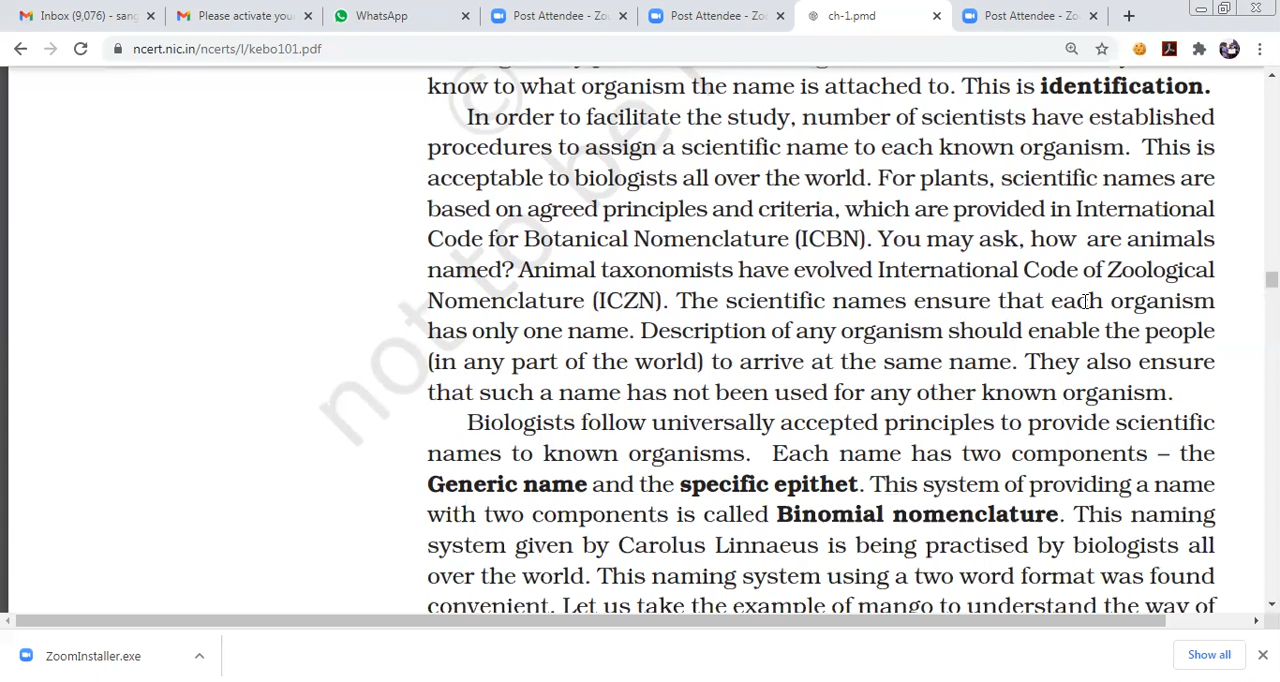 Inbox (9,076) - sang
Please activate your
WhatsApp
Post Attendee - Zoo
Post Attendee - Zoo
ch-1.pmd
Post Attendee - Zoo
ncert.nic.in/ncerts/l/kebo101.pdf
know to what organism the name is attached to. This is identification.
In order to facilitate the study, number of scientists have established
procedures to assign a scientific name to each known organism. This is
acceptable to biologists all over the world. For plants, scientific names are
based on agreed principles and criteria, which are provided in International
Code for Botanical Nomenclature (ICBN). You may ask, how are animals
named? Animal taxonomists have evolved International Code of Zoological
Nomenclature (ICZN). The scientific names ensure that each organism
has only one name. Description of any organism should enable the people
(in any part of the world) to arrive at the same name. They also ensure
that such a name has not been used for any other known organism.
Biologists follow universally accepted principles to provide scientific
names to known organisms. Each name has two components – the
Generic name and the specific epithet. This system of providing a name
with two components is called Binomial nomenclature. This naming
system given by Carolus Linnaeus is being practised by biologists all
over the world. This naming system using a two word format was found
convenient. Let us take the example of mango to understand the way of
© not to be
ZoomInstaller.exe
Show all